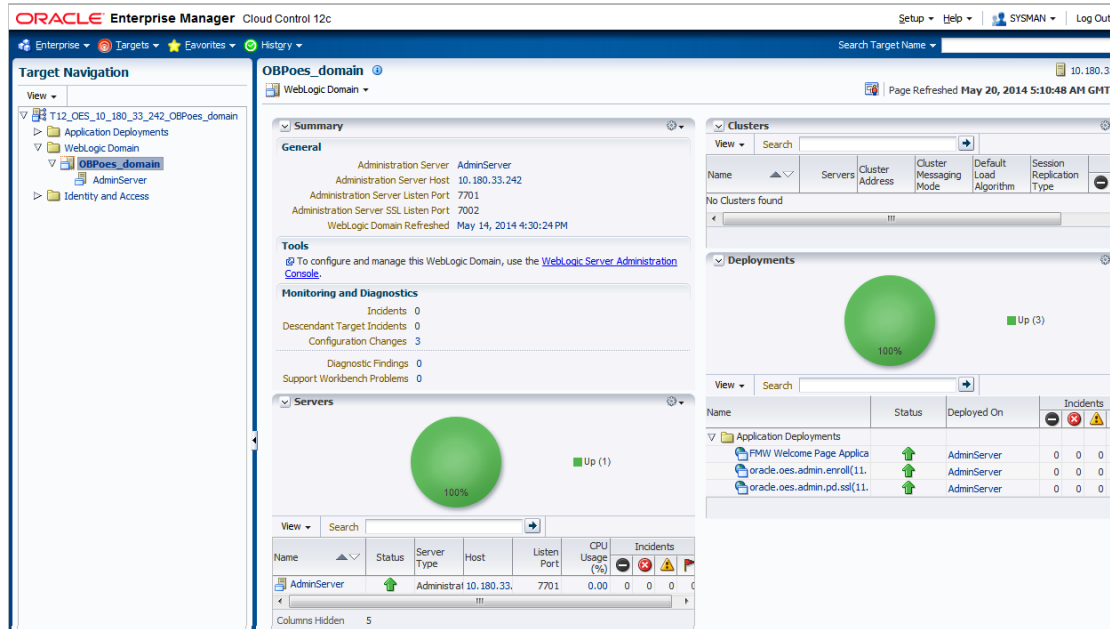 ORACLE Enterprise Manager Cloud Control 12c
Setup Help SYSMAN Log Out
Enterprise Targets Favorites History
Search Target Name
Target Navigation
View
T12_OES_10_180_33_242_OBPoes_domain
Application Deployments
WebLogic Domain
OBPoes_domain
AdminServer
Identity and Access
OBPoes_domain
10.180.3
WebLogic Domain
Page Refreshed May 20, 2014 5:10:48 AM GMT
Summary
General
Administration Server AdminServer
Administration Server Host 10.180.33.242
Administration Server Listen Port 7701
Administration Server SSL Listen Port 7002
WebLogic Domain Refreshed May 14, 2014 4:30:24 PM
Tools
To configure and manage this WebLogic Domain, use the WebLogic Server Administration
Console.
Monitoring and Diagnostics
Incidents 0
Descendant Target Incidents 0
Configuration Changes 3
Diagnostic Findings 0
Support Workbench Problems 0
Servers
Up (1)
100%
View Search
Name Status Server Type Host Listen Port CPU Usage (%) Incidents
AdminServer Administrat 10.180.33. 7701 0.00 0 0 0
Columns Hidden 5
Clusters
View Search
Name Servers Cluster Address Cluster Messaging Mode Default Load Algorithm Session Replication Type
No Clusters found
Deployments
Up (3)
100%
View Search
Name Status Deployed On Incidents
Application Deployments
FMW Welcome Page Applica AdminServer 0 0 0
oracle.oes.admin.enroll(11. AdminServer 0 0 0
oracle.oes.admin.pd.ssl(11. AdminServer 0 0 0